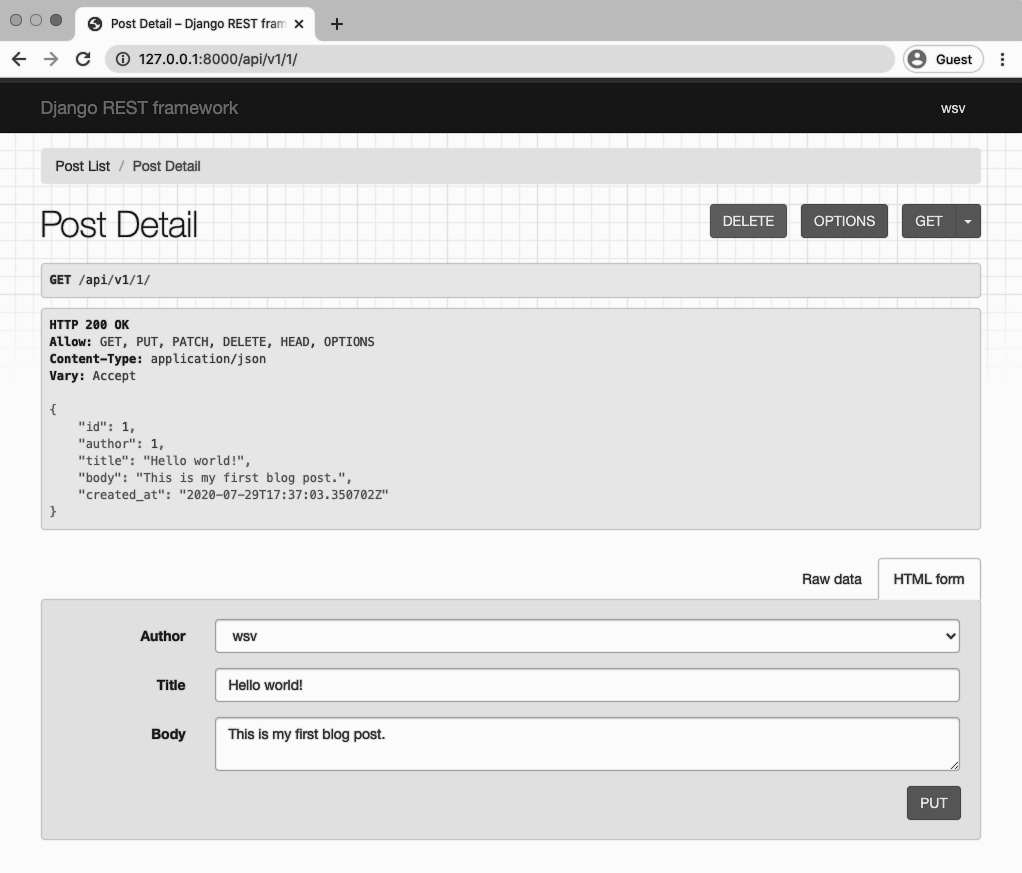 Post Detail – Django REST fram
127.0.0.1:8000/api/v1/1/
Guest
Django REST framework
wsv
Post List / Post Detail
Post Detail
DELETE
OPTIONS
GET
GET /api/v1/1/
HTTP 200 OK
Allow: GET, PUT, PATCH, DELETE, HEAD, OPTIONS
Content-Type: application/json
Vary: Accept
{
"id": 1,
"author": 1,
"title": "Hello world!",
"body": "This is my first blog post.",
"created_at": "2020-07-29T17:37:03.350702Z"
}
Raw data
HTML form
Author
wsv
Title
Hello world!
Body
This is my first blog post.
PUT